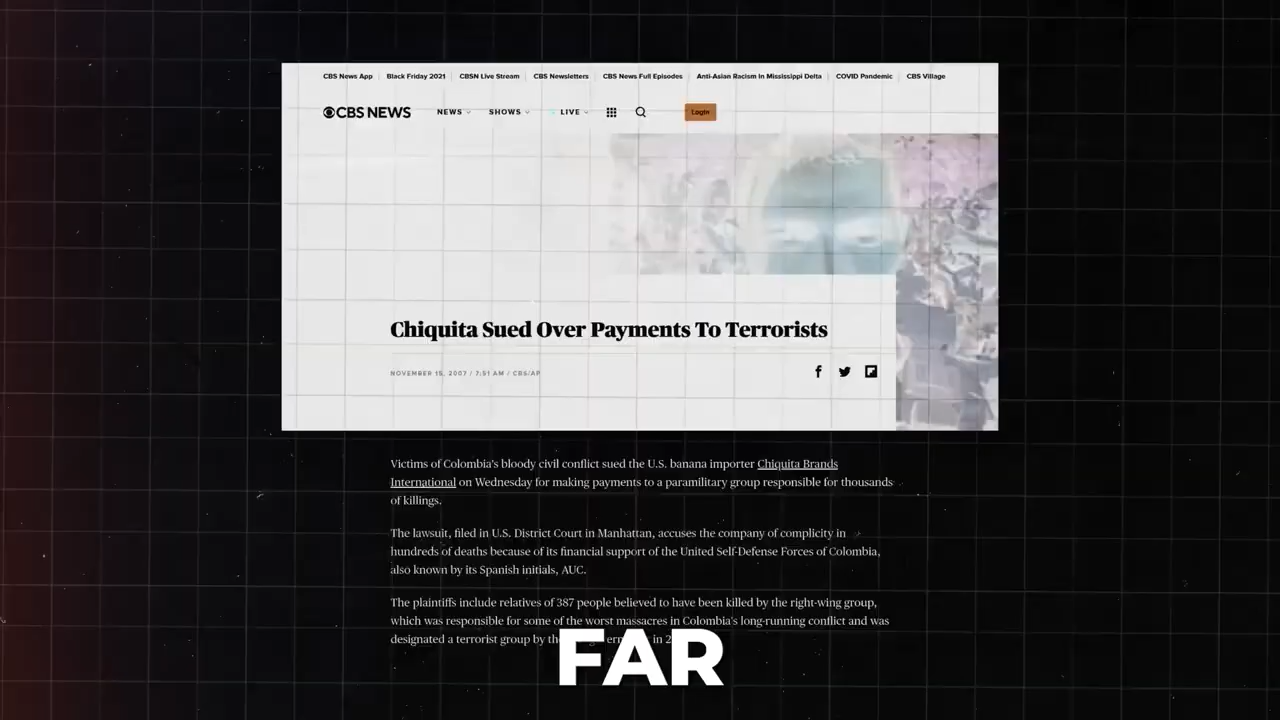 CBS News App Black Friday 2021 CBSN Live Stream CBS Newsletters CBS News Full Episodes Anti-Asian Racism In Mississippi Delta COVID Pandemic CBS Village
CBS NEWS NEWS SHOWS LIVE Login
Chiquita Sued Over Payments To Terrorists
NOVEMBER 15, 2007 / 7:51 AM / CBS/AP
Victims of Colombia's bloody civil conflict sued the U.S. banana importer Chiquita Brands
International on Wednesday for making payments to a paramilitary group responsible for thousands
of killings.
The lawsuit, filed in U.S. District Court in Manhattan, accuses the company of complicity in
hundreds of deaths because of its financial support of the United Self-Defense Forces of Colombia,
also known by its Spanish initials, AUC.
The plaintiffs include relatives of 387 people believed to have been killed by the right-wing group,
which was responsible for some of the worst massacres in Colombia's long-running conflict and was
designated a terrorist group by in
FAR